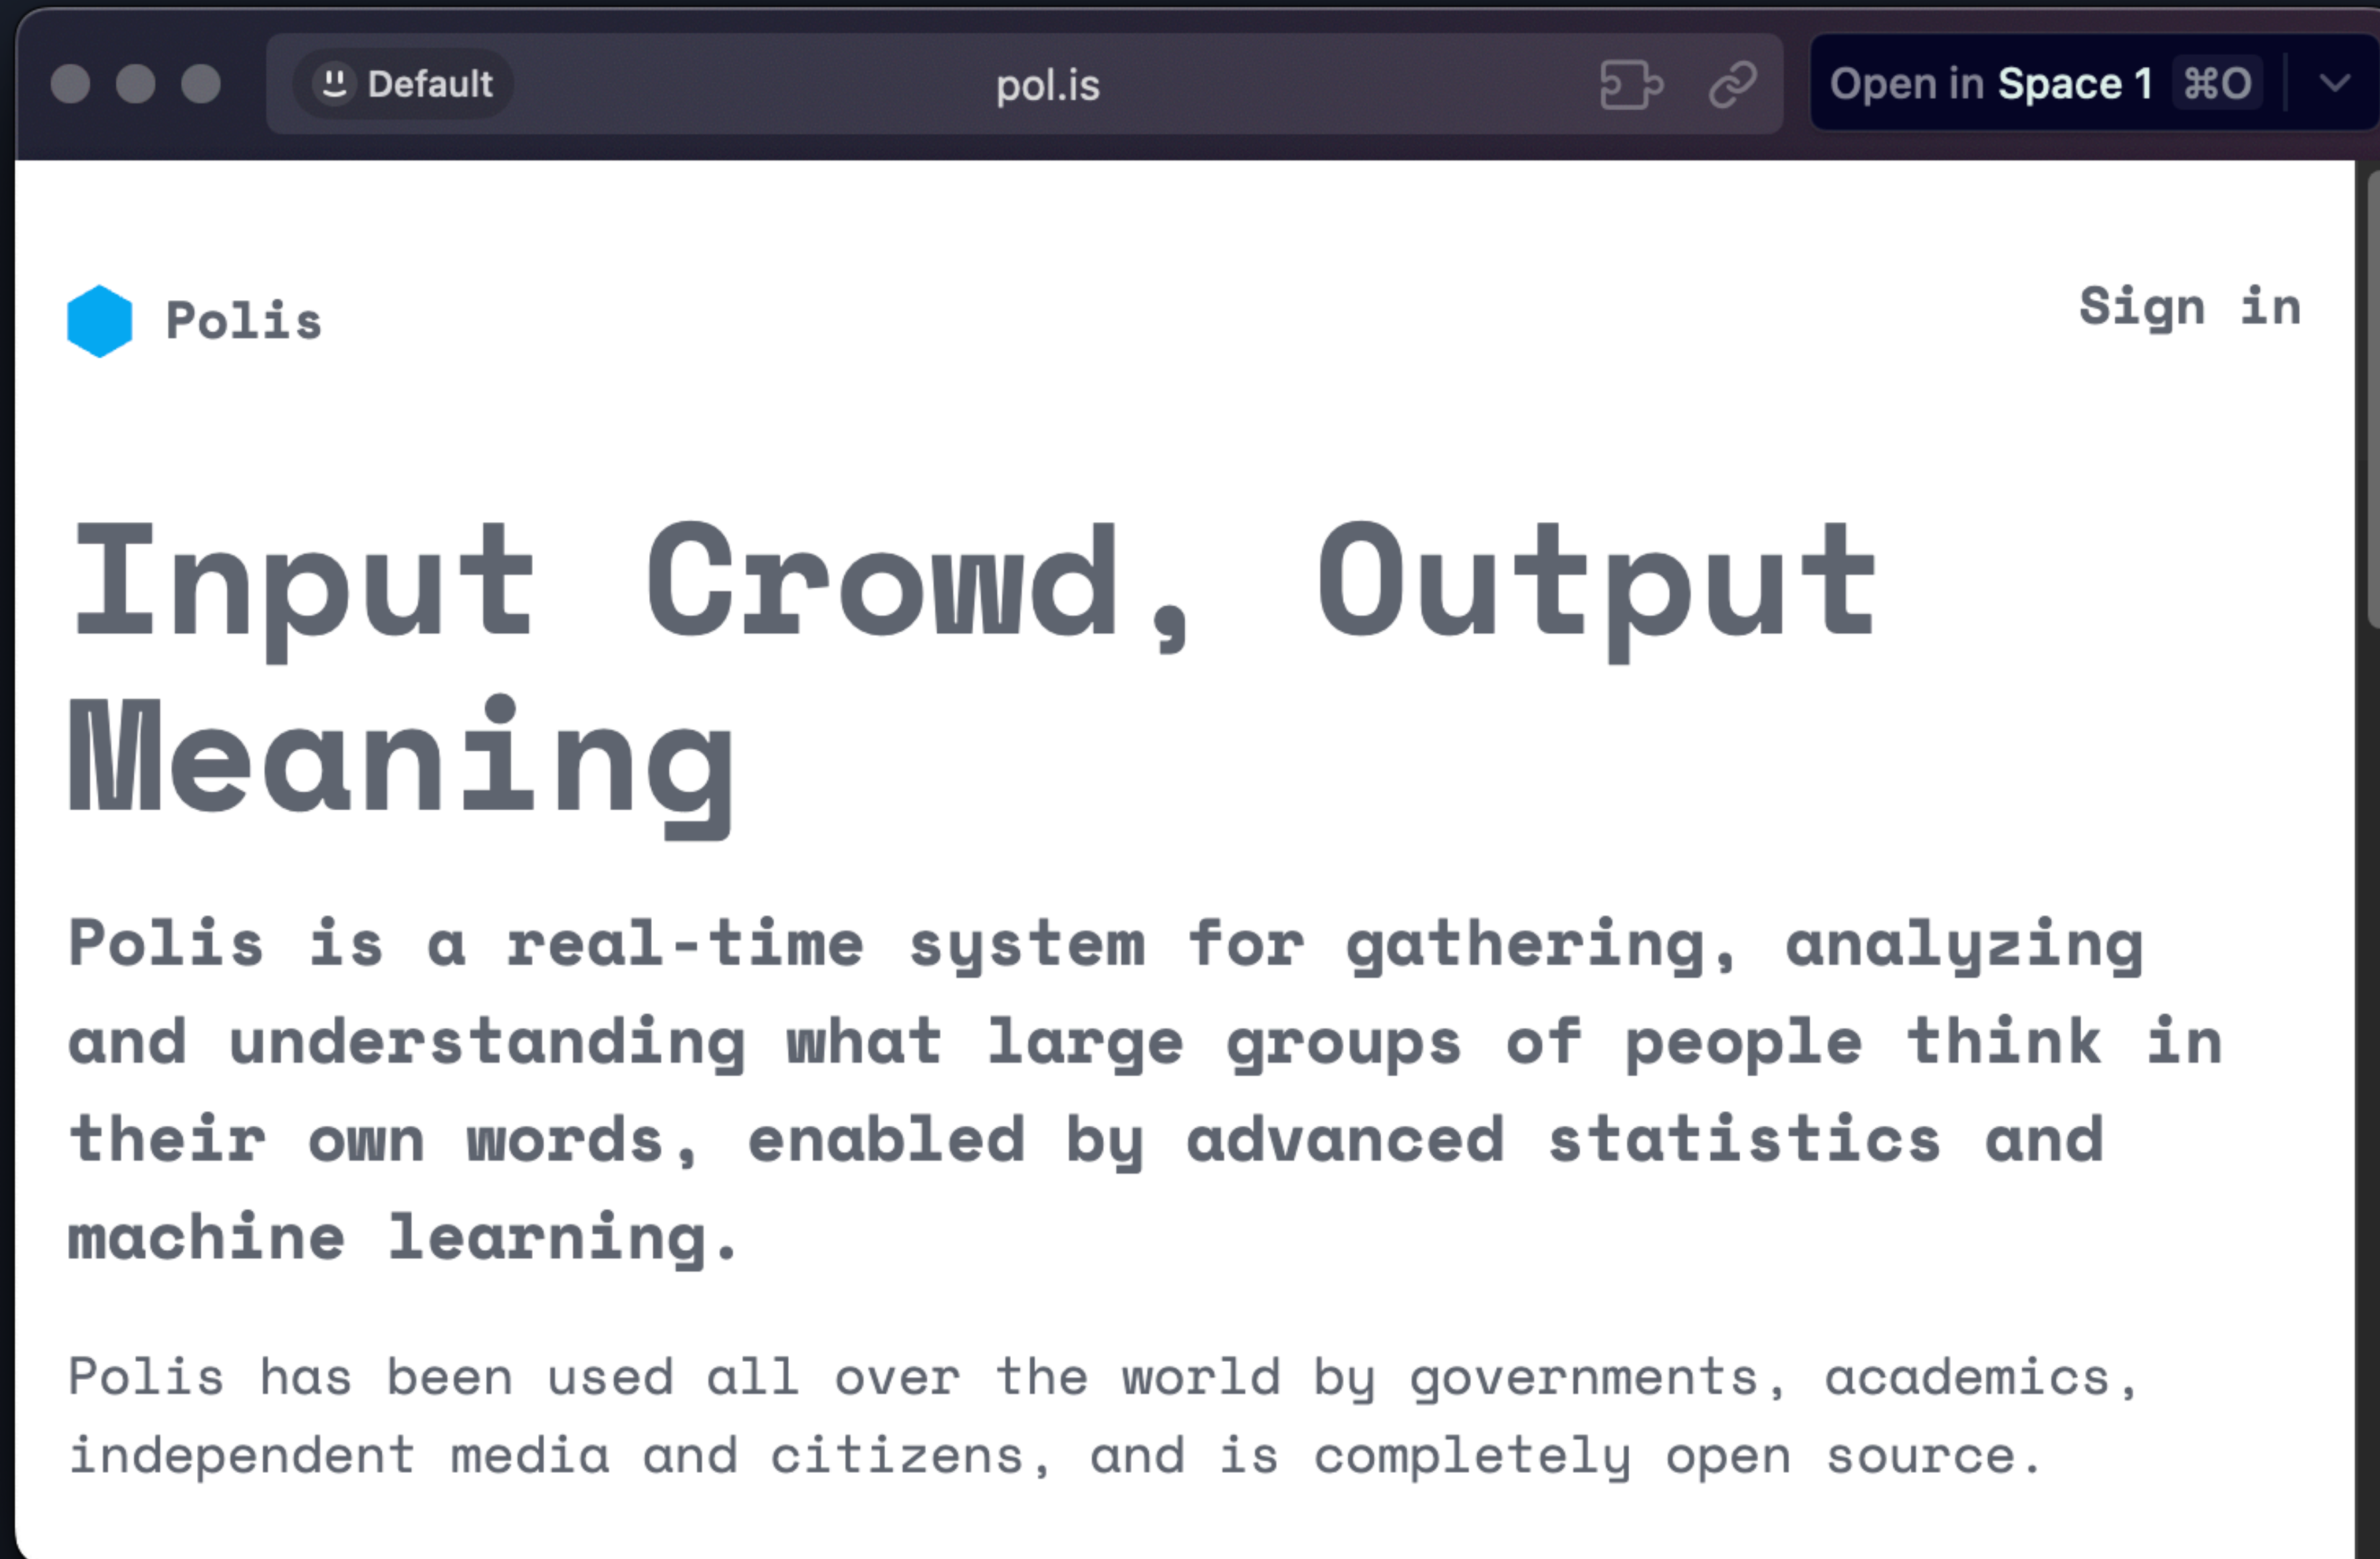 Default
pol.is
Open in Space 1 ⌘O
Polis
Sign in
Input Crowd, Output
Meaning
Polis is a real-time system for gathering, analyzing
and understanding what large groups of people think in
their own words, enabled by advanced statistics and
machine learning.
Polis has been used all over the world by governments, academics,
independent media and citizens, and is completely open source.